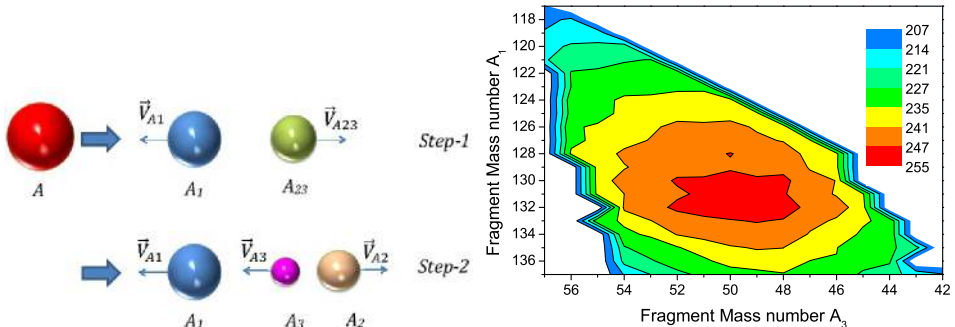 V⃗A1
V⃗A23
Step-1
A
A1
A23
V⃗A1
V⃗A3
V⃗A2
Step-2
A1
A3
A2
Fragment Mass number A1
118
120
122
124
126
128
130
132
134
136
56 54 52 50 48 46 44 42
Fragment Mass number A3
207
214
221
227
235
241
247
255